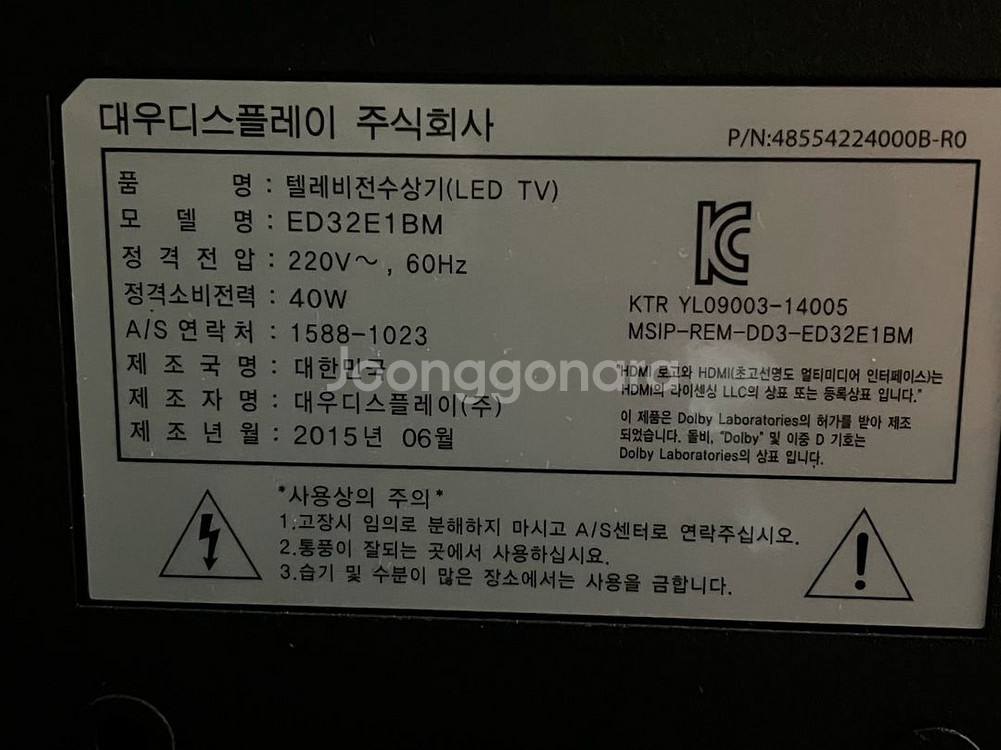 대우디스플레이 주식회사
P/N:48554224000B-R0
품 명 : 텔레비전수상기(LED TV)
모 델 명 : ED32E1BM
정 격 전 압 : 220V～, 60Hz
정격소비전력 : 40W
A/S 연 락 처 : 1588-1023
제 조 국 명 : 대한민국
제 조 자 명 : 대우디스플레이(주)
제 조 년 월 : 2015년 06월
KC
KTR YL09003-14005
MSIP-REM-DD3-ED32E1BM
"HDMI 로고와 HDMI(초고선명도 멀티미디어 인터페이스)는
HDMI의 라이센싱 LLC의 상표 또는 등록상표 입니다."
이 제품은 Dolby Laboratories의 허가를 받아 제조
되었습니다. 돌비, "Dolby" 및 이중 D 기호는
Dolby Laboratories의 상표 입니다.
Joonggonara
*사용상의 주의*
1.고장시 임의로 분해하지 마시고 A/S센터로 연락주십시오.
2.통풍이 잘되는 곳에서 사용하십시요.
3.습기 및 수분이 많은 장소에서는 사용을 금합니다.